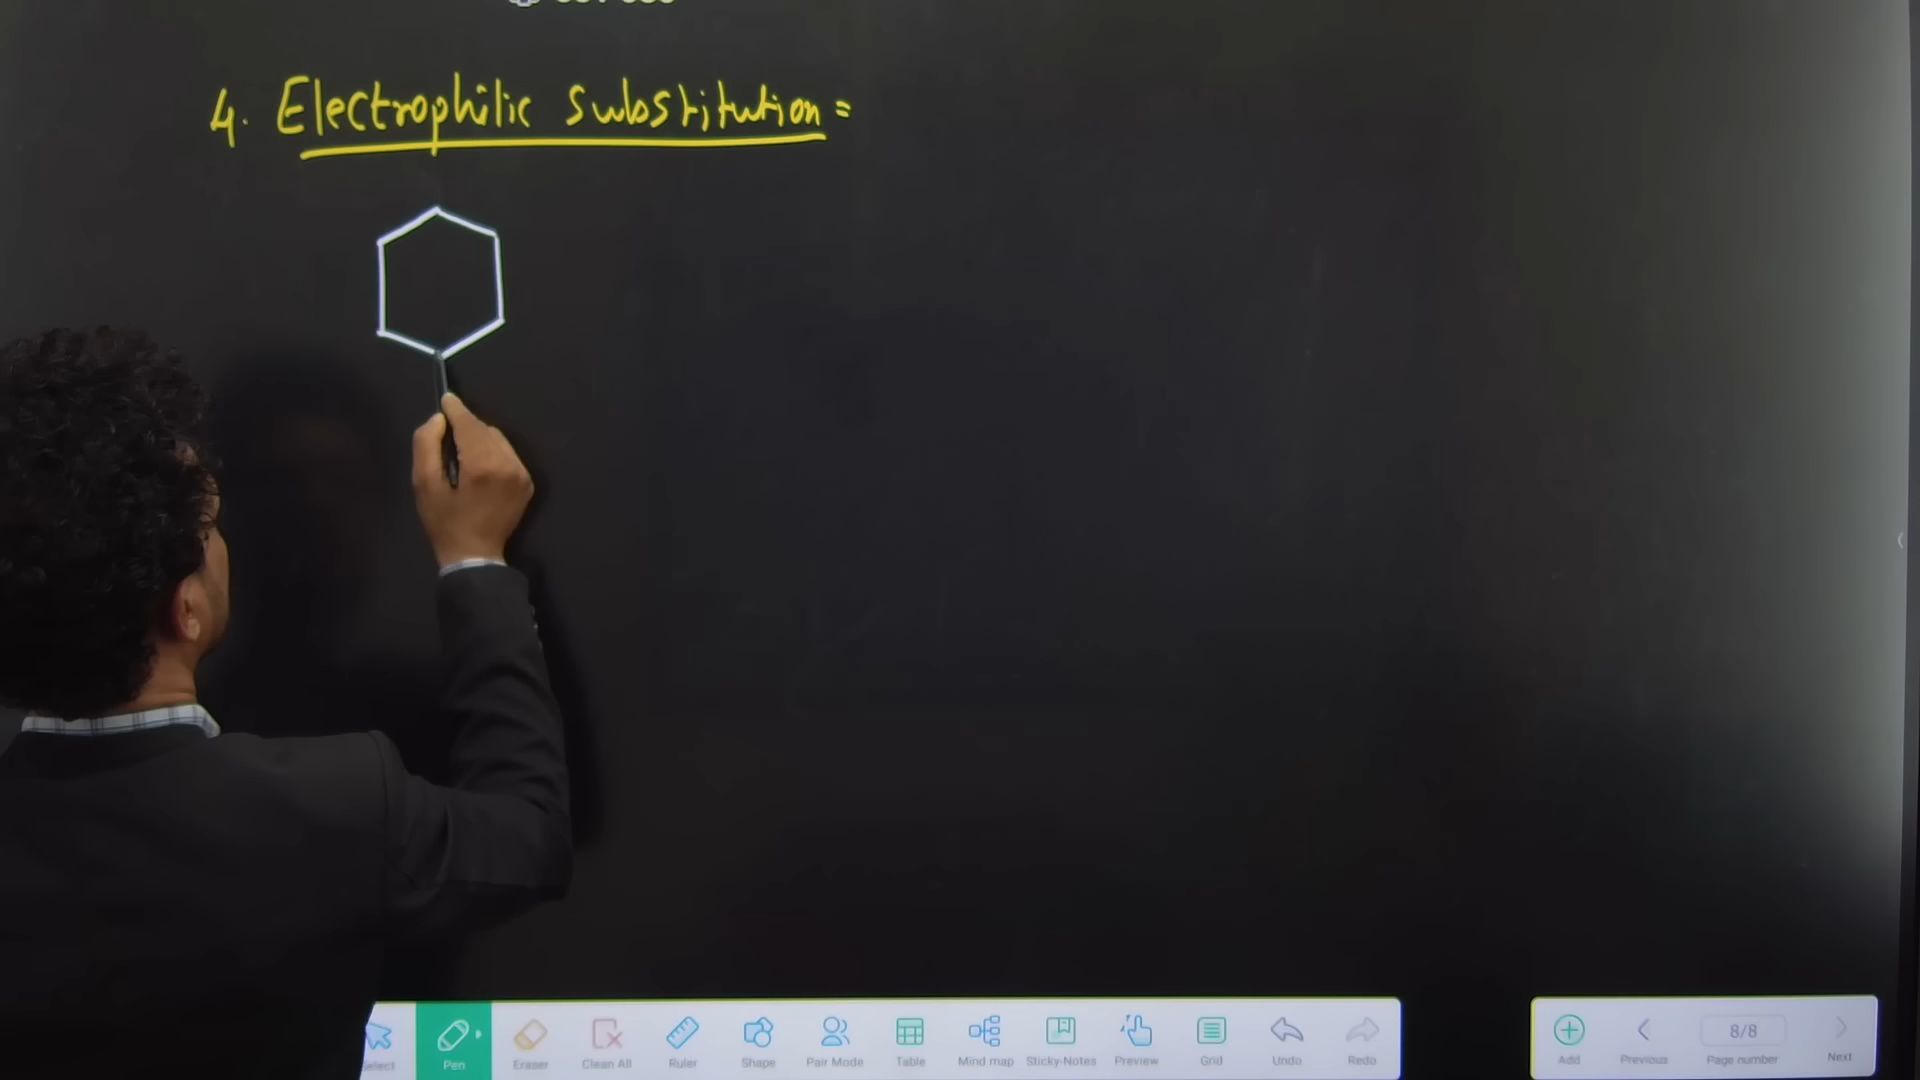 4. Electrophilic Substitution =
Select
Pen
Eraser
Clean All
Ruler
Shape
Pair Mode
Table
Mind map
Sticky-Notes
Preview
Grid
Undo
Redo
Add
Previous
8/8
Page number
Next